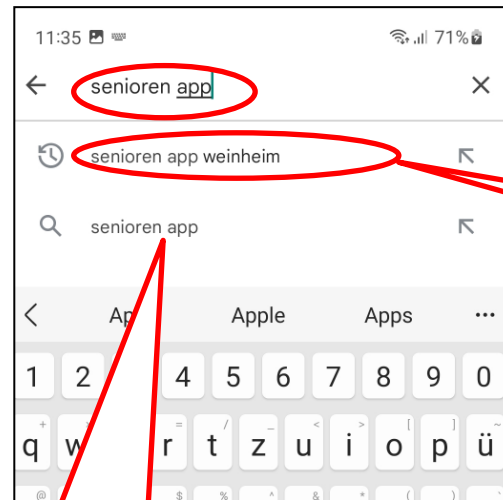 11:35 71%
senioren app
senioren app weinheim
senioren app
Ap Apple Apps
1 2 4 5 6 7 8 9 0
+ = / _ < > [ ] ~
q w r t z u i o p ü
@ $ % ^ & * ( )